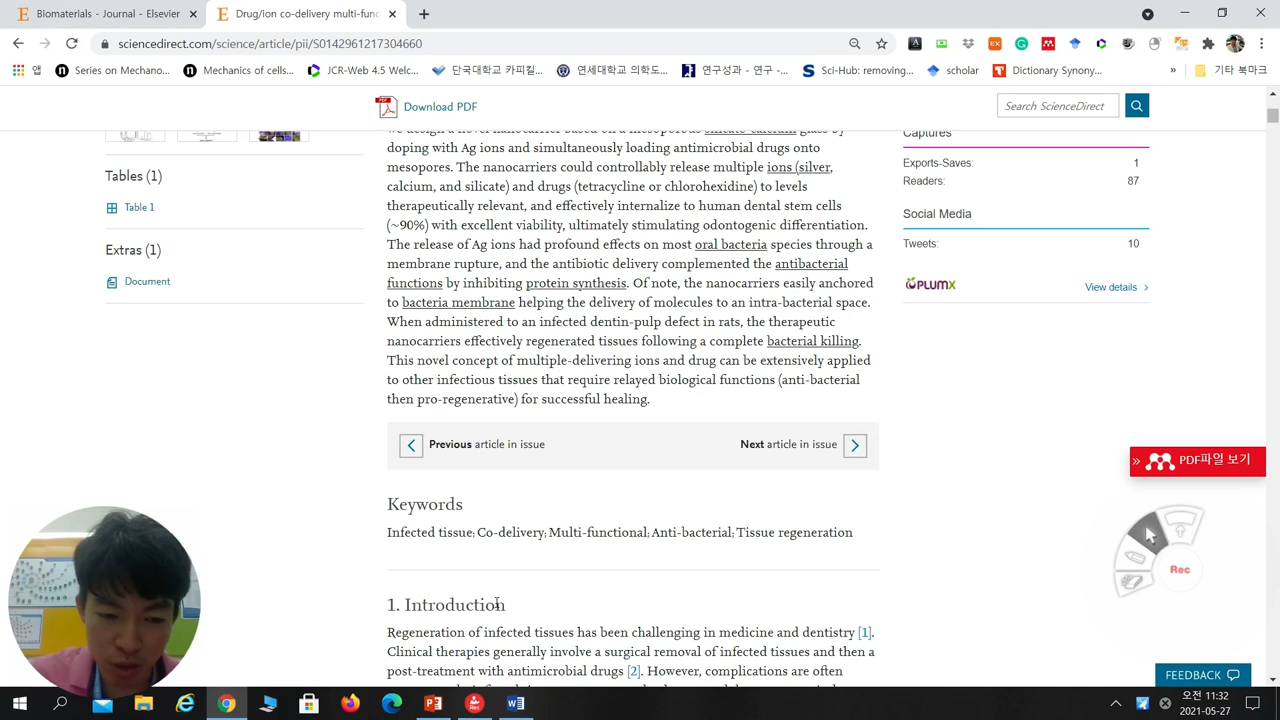 Biomaterials - Journal - Elsevier
Drug/ion co-delivery multi-func
sciencedirect.com/science/article/pii/S0142961217304660
앱
Series on Mechano...
Mechanics of cells...
JCR-Web 4.5 Welc...
단국대학교 카피킬...
연세대학교 의학도...
연구성과 - 연구 -...
Sci-Hub: removing...
scholar
Dictionary Synony...
»
기타 북마크
Download PDF
Search ScienceDirect
Tables (1)
Table 1
Extras (1)
Document
we design a novel nanocarrier based on a mesoporous silicate-calcium glass by
doping with Ag ions and simultaneously loading antimicrobial drugs onto
mesopores. The nanocarriers could controllably release multiple ions (silver,
calcium, and silicate) and drugs (tetracycline or chlorohexidine) to levels
therapeutically relevant, and effectively internalize to human dental stem cells
(~90%) with excellent viability, ultimately stimulating odontogenic differentiation.
The release of Ag ions had profound effects on most oral bacteria species through a
membrane rupture, and the antibiotic delivery complemented the antibacterial
functions by inhibiting protein synthesis. Of note, the nanocarriers easily anchored
to bacteria membrane helping the delivery of molecules to an intra-bacterial space.
When administered to an infected dentin-pulp defect in rats, the therapeutic
nanocarriers effectively regenerated tissues following a complete bacterial killing.
This novel concept of multiple-delivering ions and drug can be extensively applied
to other infectious tissues that require relayed biological functions (anti-bacterial
then pro-regenerative) for successful healing.
Previous article in issue
Next article in issue
Keywords
Infected tissue; Co-delivery; Multi-functional; Anti-bacterial; Tissue regeneration
1. Introduction
Regeneration of infected tissues has been challenging in medicine and dentistry [1].
Clinical therapies generally involve a surgical removal of infected tissues and then a
post-treatment with antimicrobial drugs [2]. However, complications are often
Captures
Exports-Saves: 1
Readers: 87
Social Media
Tweets: 10
PLUMX
View details
» PDF파일 보기
Rec
FEEDBACK
오전 11:32
2021-05-27